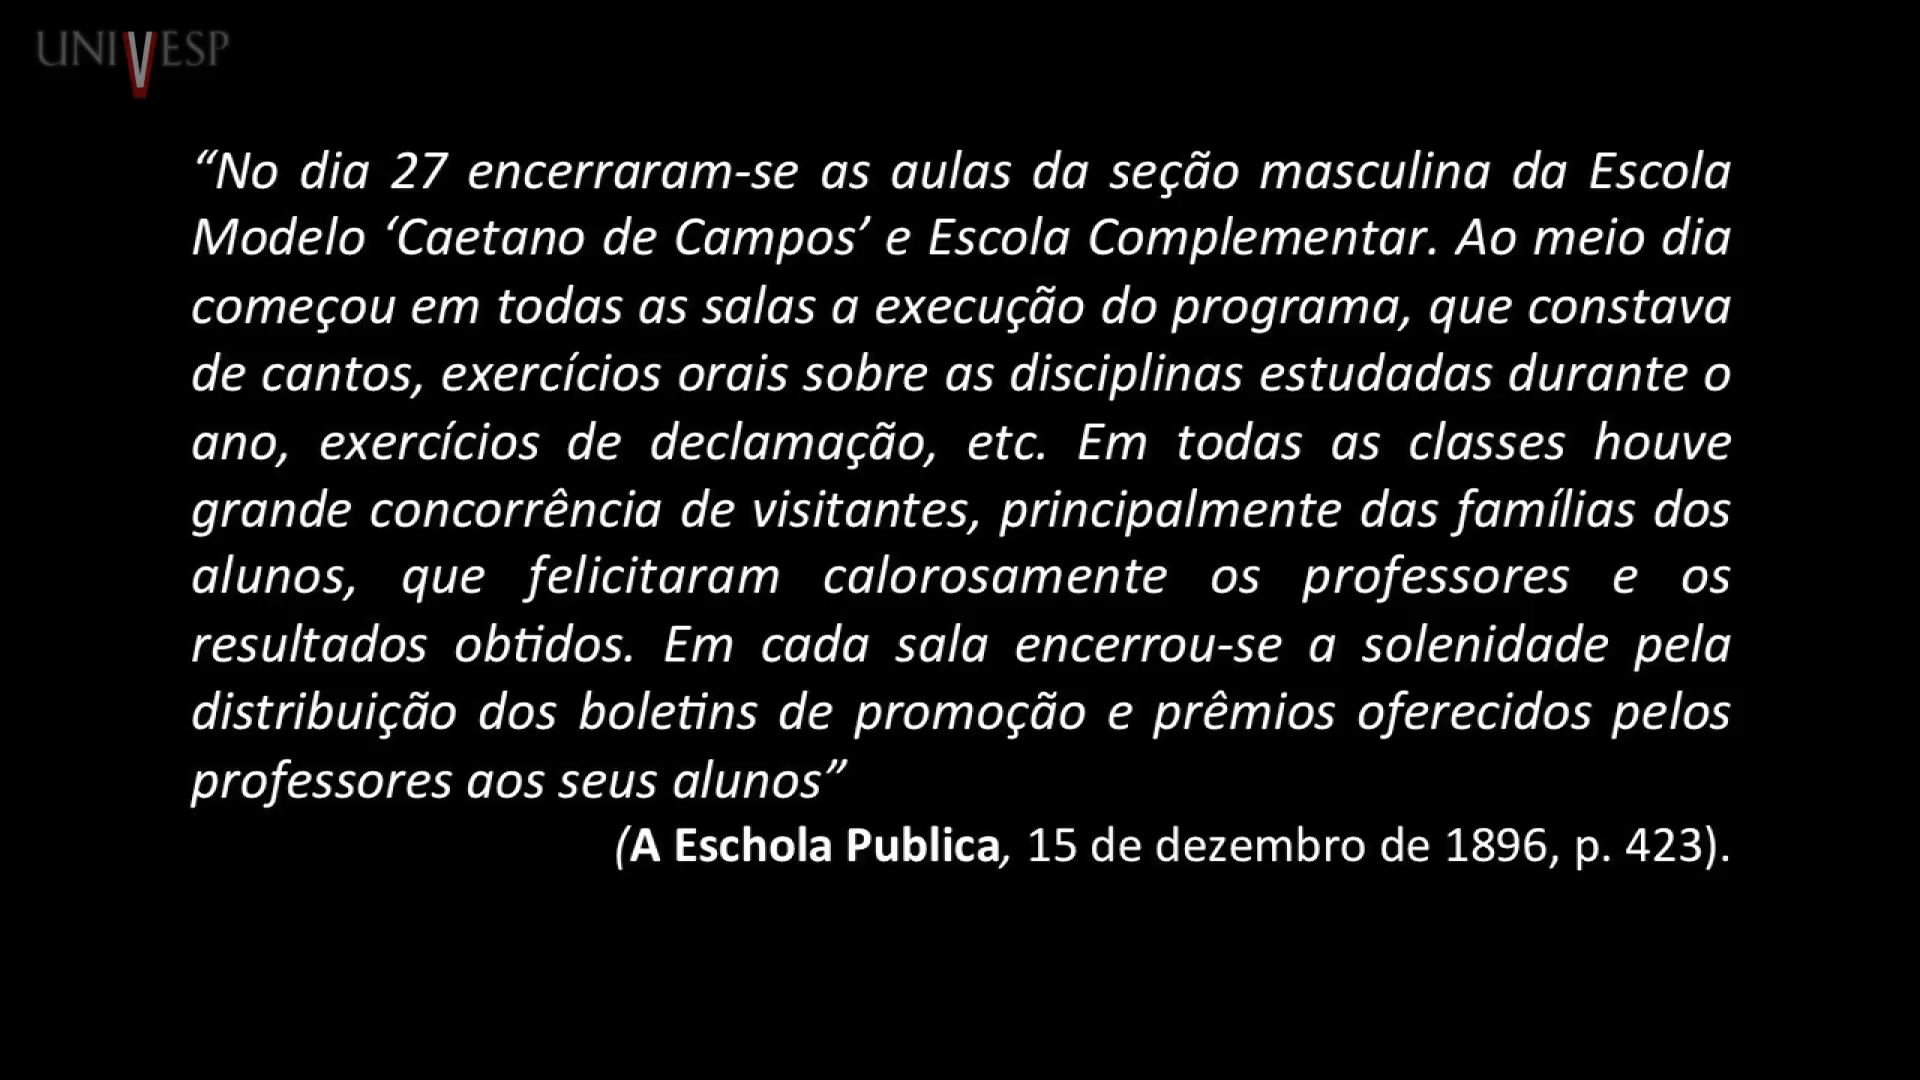 UNIVESP
“No dia 27 encerraram-se as aulas da seção masculina da Escola
Modelo ‘Caetano de Campos’ e Escola Complementar. Ao meio dia
começou em todas as salas a execução do programa, que constava
de cantos, exercícios orais sobre as disciplinas estudadas durante o
ano, exercícios de declamação, etc. Em todas as classes houve
grande concorrência de visitantes, principalmente das famílias dos
alunos, que felicitaram calorosamente os professores e os
resultados obtidos. Em cada sala encerrou-se a solenidade pela
distribuição dos boletins de promoção e prêmios oferecidos pelos
professores aos seus alunos”
(A Eschola Publica, 15 de dezembro de 1896, p. 423).